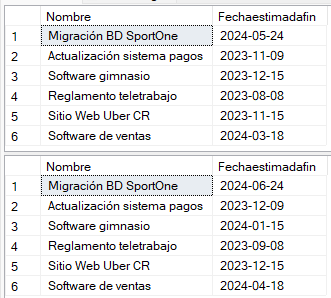 Nombre Fechaestimadafin
1 Migración BD SportOne 2024-05-24
2 Actualización sistema pagos 2023-11-09
3 Software gimnasio 2023-12-15
4 Reglamento teletrabajo 2023-08-08
5 Sitio Web Uber CR 2023-11-15
6 Software de ventas 2024-03-18
Nombre Fechaestimadafin
1 Migración BD SportOne 2024-06-24
2 Actualización sistema pagos 2023-12-09
3 Software gimnasio 2024-01-15
4 Reglamento teletrabajo 2023-09-08
5 Sitio Web Uber CR 2023-12-15
6 Software de ventas 2024-04-18